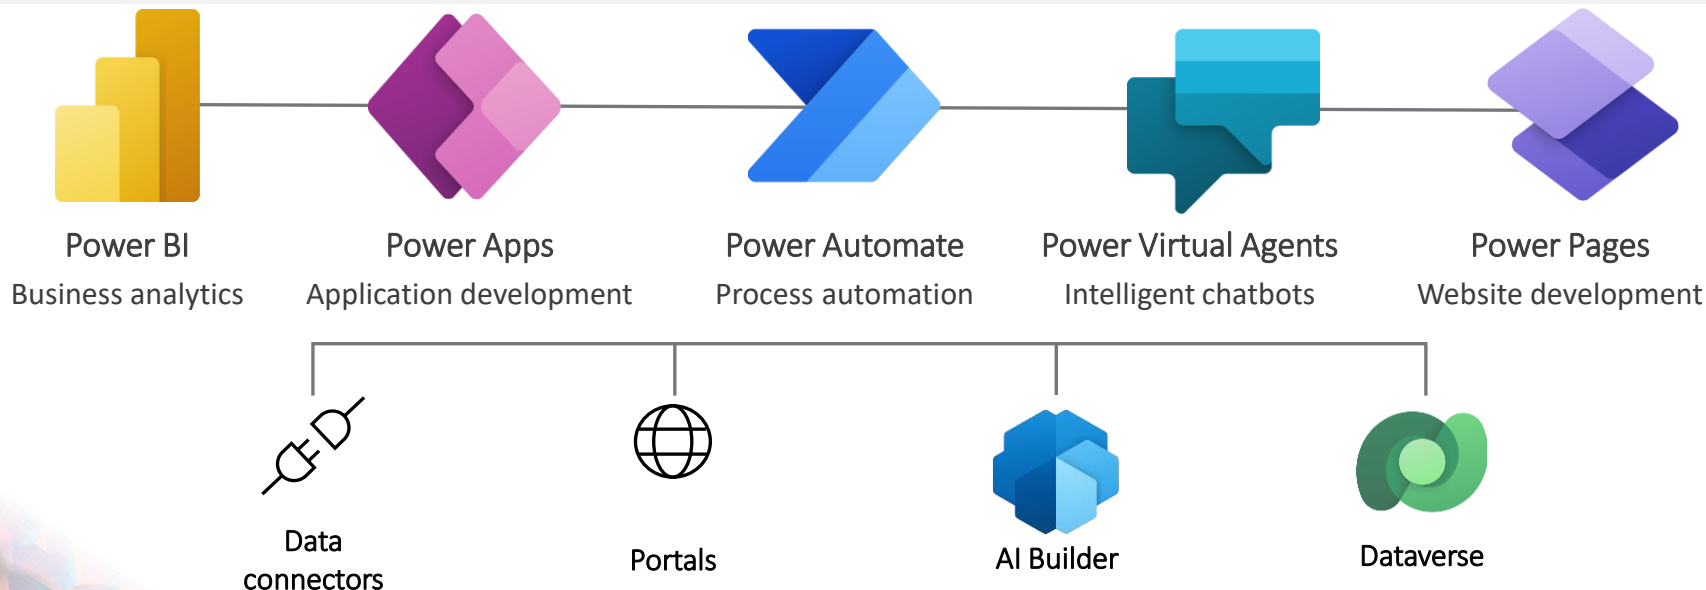 Power BI
Business analytics
Power Apps
Application development
Power Automate
Process automation
Power Virtual Agents
Intelligent chatbots
Power Pages
Website development
Data
connectors
Portals
AI Builder
Dataverse